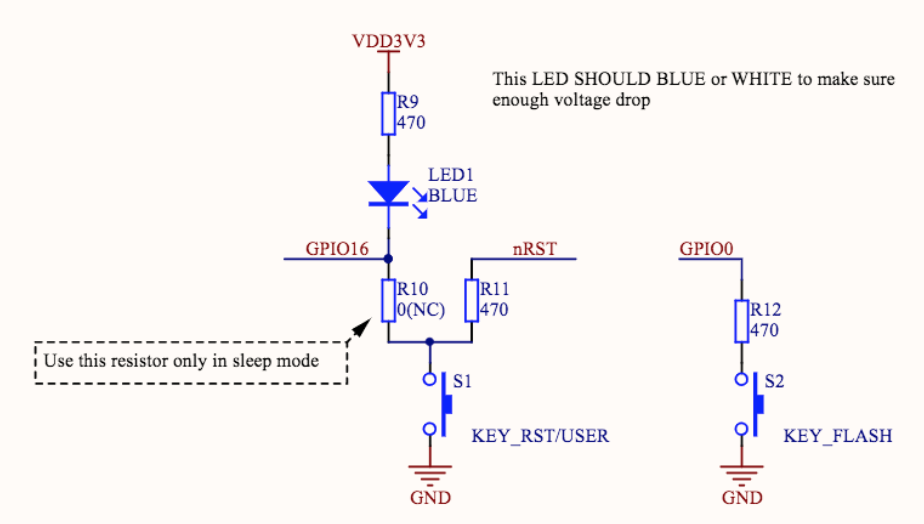 VDD3V3
This LED SHOULD BLUE or WHITE to make sure
enough voltage drop
R9
470
LED1
BLUE
GPIO16
nRST
GPIO0
R10
0(NC)
R11
470
R12
470
Use this resistor only in sleep mode
S1
KEY_RST/USER
S2
KEY_FLASH
GND
GND